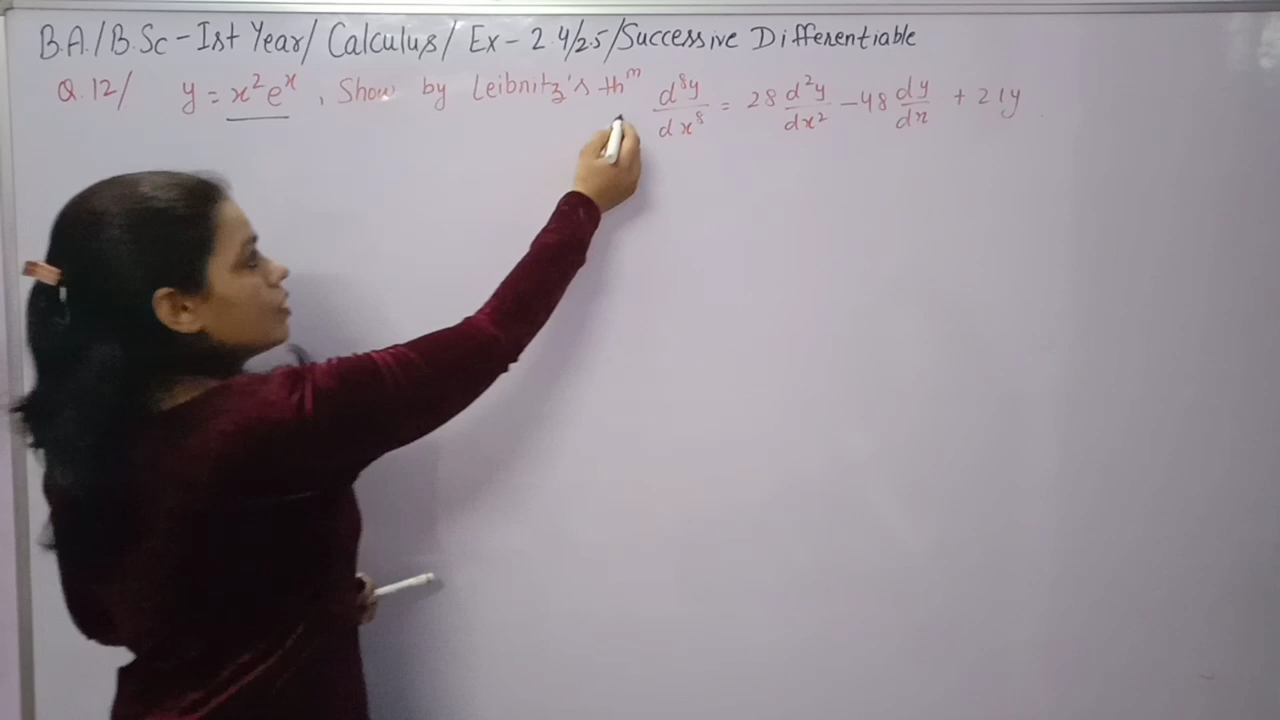 B.A./B.Sc - Ist Year/ Calculus/ Ex - 2.4/2.5/Successive Differentiable
Q.12/ y = x²eˣ, Show by Leibnitz's thᵐ d⁸y/dx⁸ = 28 d²y/dx² - 48 dy/dx + 21y